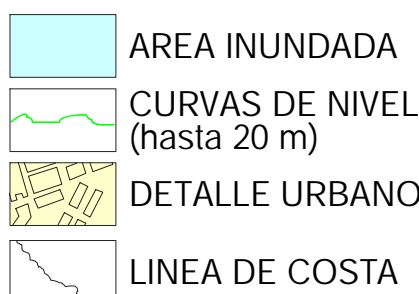 AREA INUNDADA
CURVAS DE NIVEL
(hasta 20 m)
DETALLE URBANO
LINEA DE COSTA